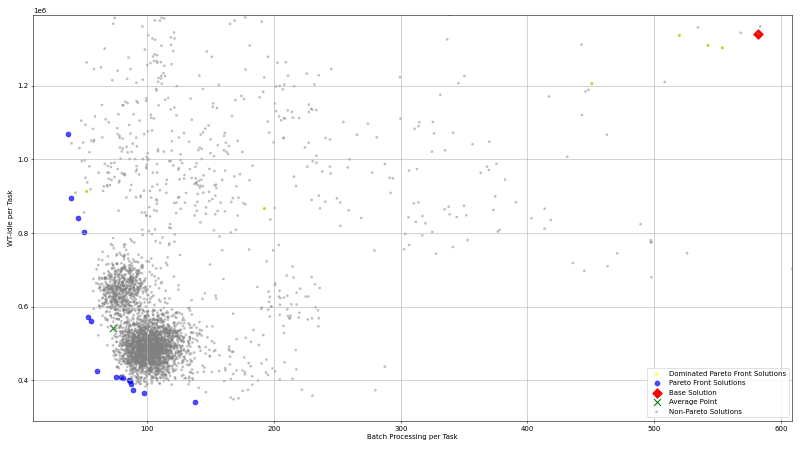 1e6
1.2
1.0
0.8
0.6
0.4
WT-Idle per Task
100
200
300
400
500
600
Batch Processing per Task
Dominated Pareto Front Solutions
Pareto Front Solutions
Base Solution
Average Point
Non-Pareto Solutions